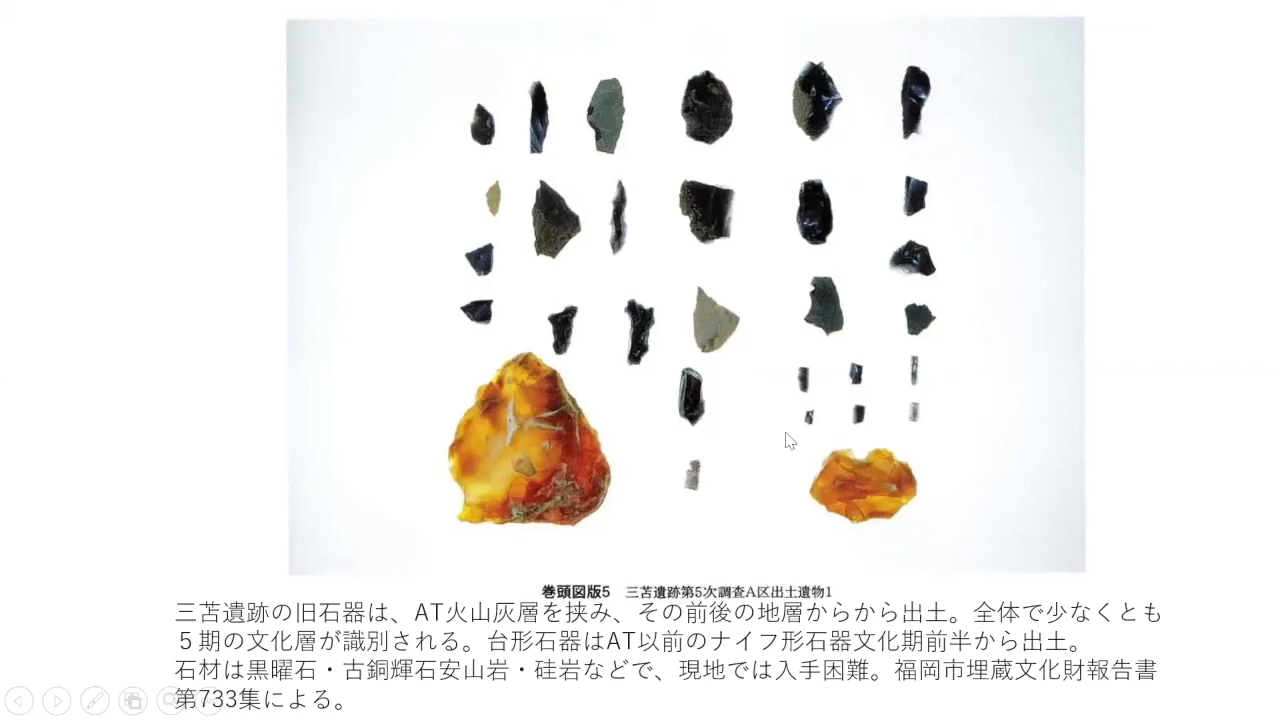 巻頭図版5 三苫遺跡第5次調査A区出土遺物1
三苫遺跡の旧石器は、AT火山灰層を挟み、その前後の地層からから出土。全体で少なくとも
５期の文化層が識別される。台形石器はAT以前のナイフ形石器文化期前半から出土。
石材は黒曜石・古銅輝石安山岩・硅岩などで、現地では入手困難。福岡市埋蔵文化財報告書
第733集による。